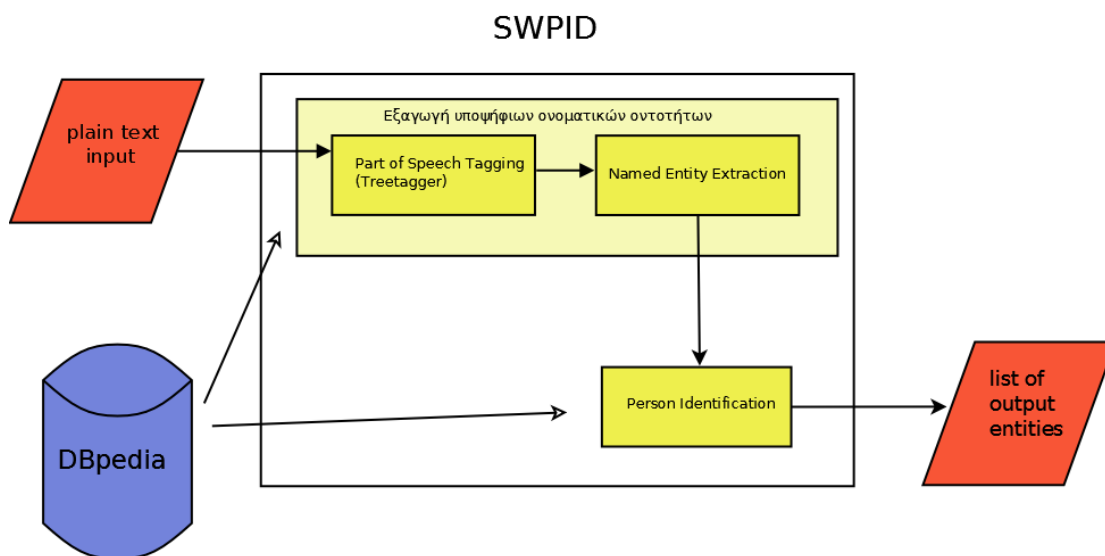 SWPID
Εξαγωγή υποψήφιων ονοματικών οντοτήτων
plain text
input
Part of Speech Tagging
(Treetagger)
Named Entity Extraction
Person Identification
list of
output
entities
DBpedia